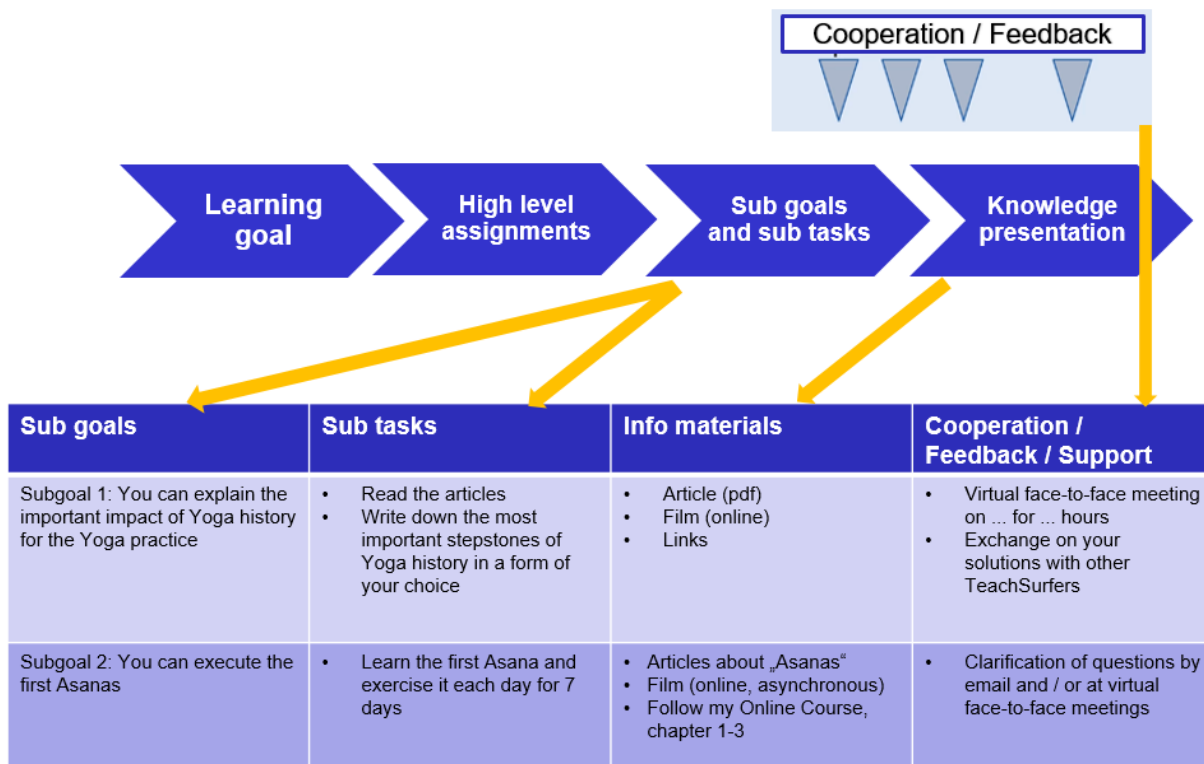 Cooperation / Feedback
Learning
goal
High level
assignments
Sub goals
and sub tasks
Knowledge
presentation
Sub goals
Sub tasks
Info materials
Cooperation /
Feedback / Support
Subgoal 1: You can explain the
important impact of Yoga history
for the Yoga practice
• Read the articles
• Write down the most
important stepstones of
Yoga history in a form of
your choice
• Article (pdf)
• Film (online)
• Links
• Virtual face-to-face meeting
on ... for ... hours
• Exchange on your
solutions with other
TeachSurfers
Subgoal 2: You can execute the
first Asanas
• Learn the first Asana and
exercise it each day for 7
days
• Articles about „Asanas“
• Film (online, asynchronous)
• Follow my Online Course,
chapter 1-3
• Clarification of questions by
email and / or at virtual
face-to-face meetings